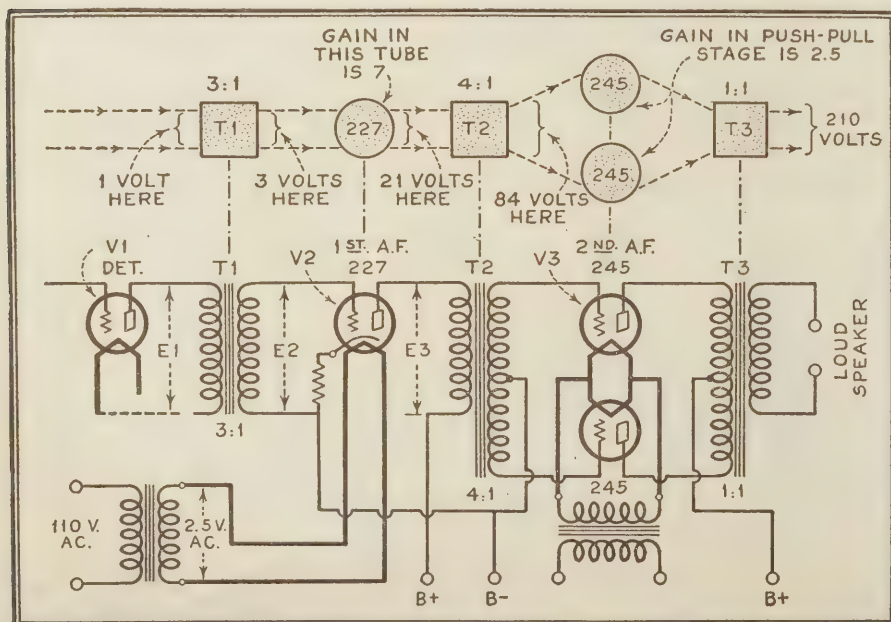 GAIN IN
THIS TUBE
IS 7
GAIN IN PUSH-PULL
STAGE IS 2.5
3:1
4:1
1:1
T1
227
T2
245
245
T3
210
VOLTS
1 VOLT
HERE
3 VOLTS
HERE
21 VOLTS
HERE
84 VOLTS
HERE
V1
DET.
T1
V2
1ST. A.F.
227
T2
V3
2ND. A.F.
245
T3
E1
E2
E3
LOUD
SPEAKER
3:1
4:1
245
1:1
110 V.
AC.
2.5 V.
AC.
B+
B-
B+